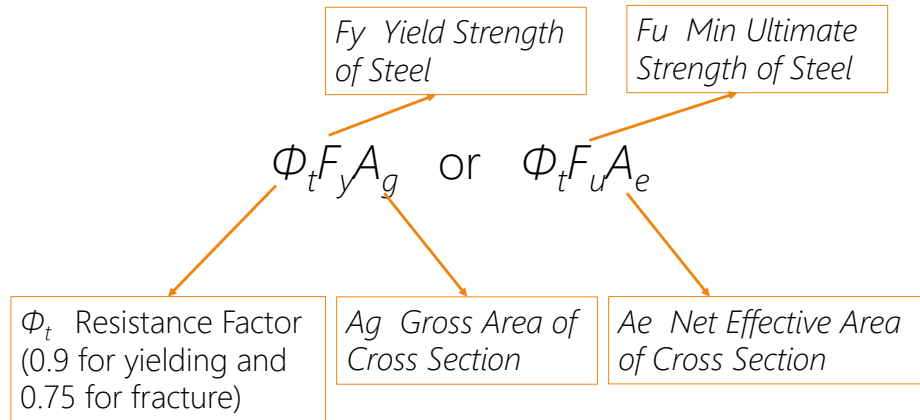 Fy Yield Strength
of Steel
Fu Min Ultimate
Strength of Steel
ΦₜFᵧA₉ or ΦₜFᵤAₑ
Φₜ Resistance Factor
(0.9 for yielding and
0.75 for fracture)
Ag Gross Area of
Cross Section
Ae Net Effective Area
of Cross Section